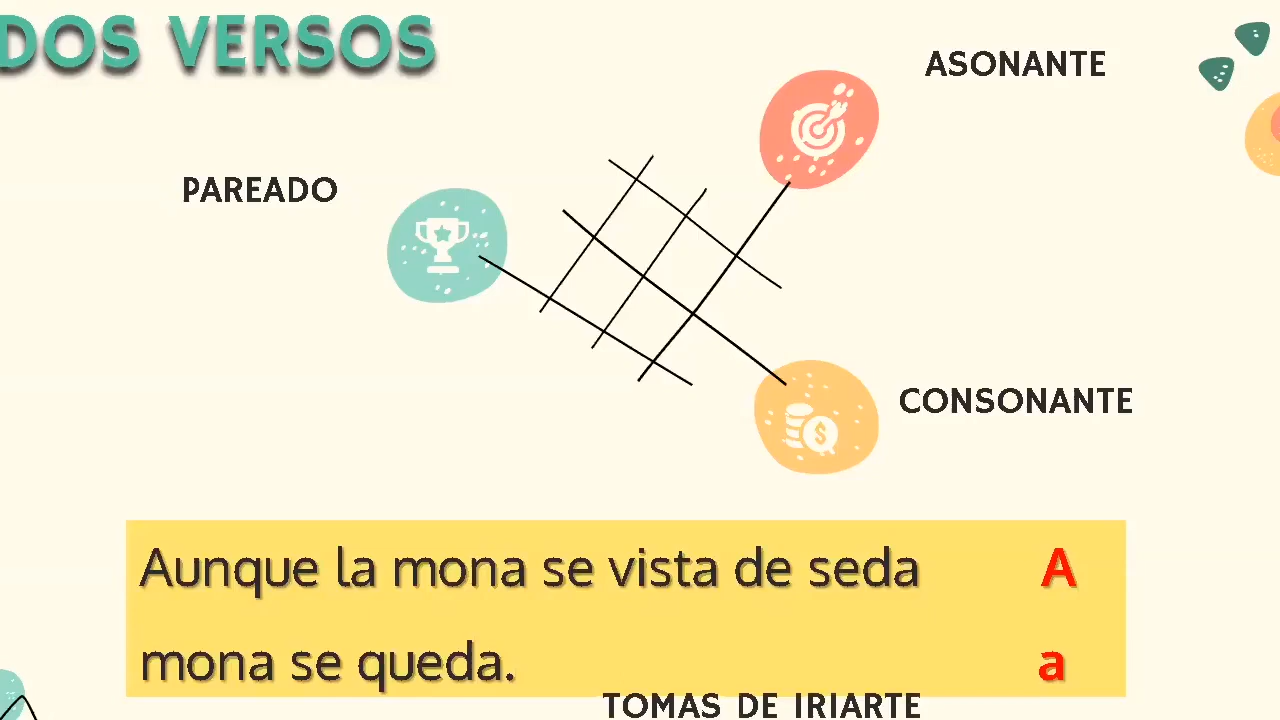 DOS VERSOS
ASONANTE
PAREADO
CONSONANTE
Aunque la mona se vista de seda A
mona se queda. a
TOMAS DE IRIARTE